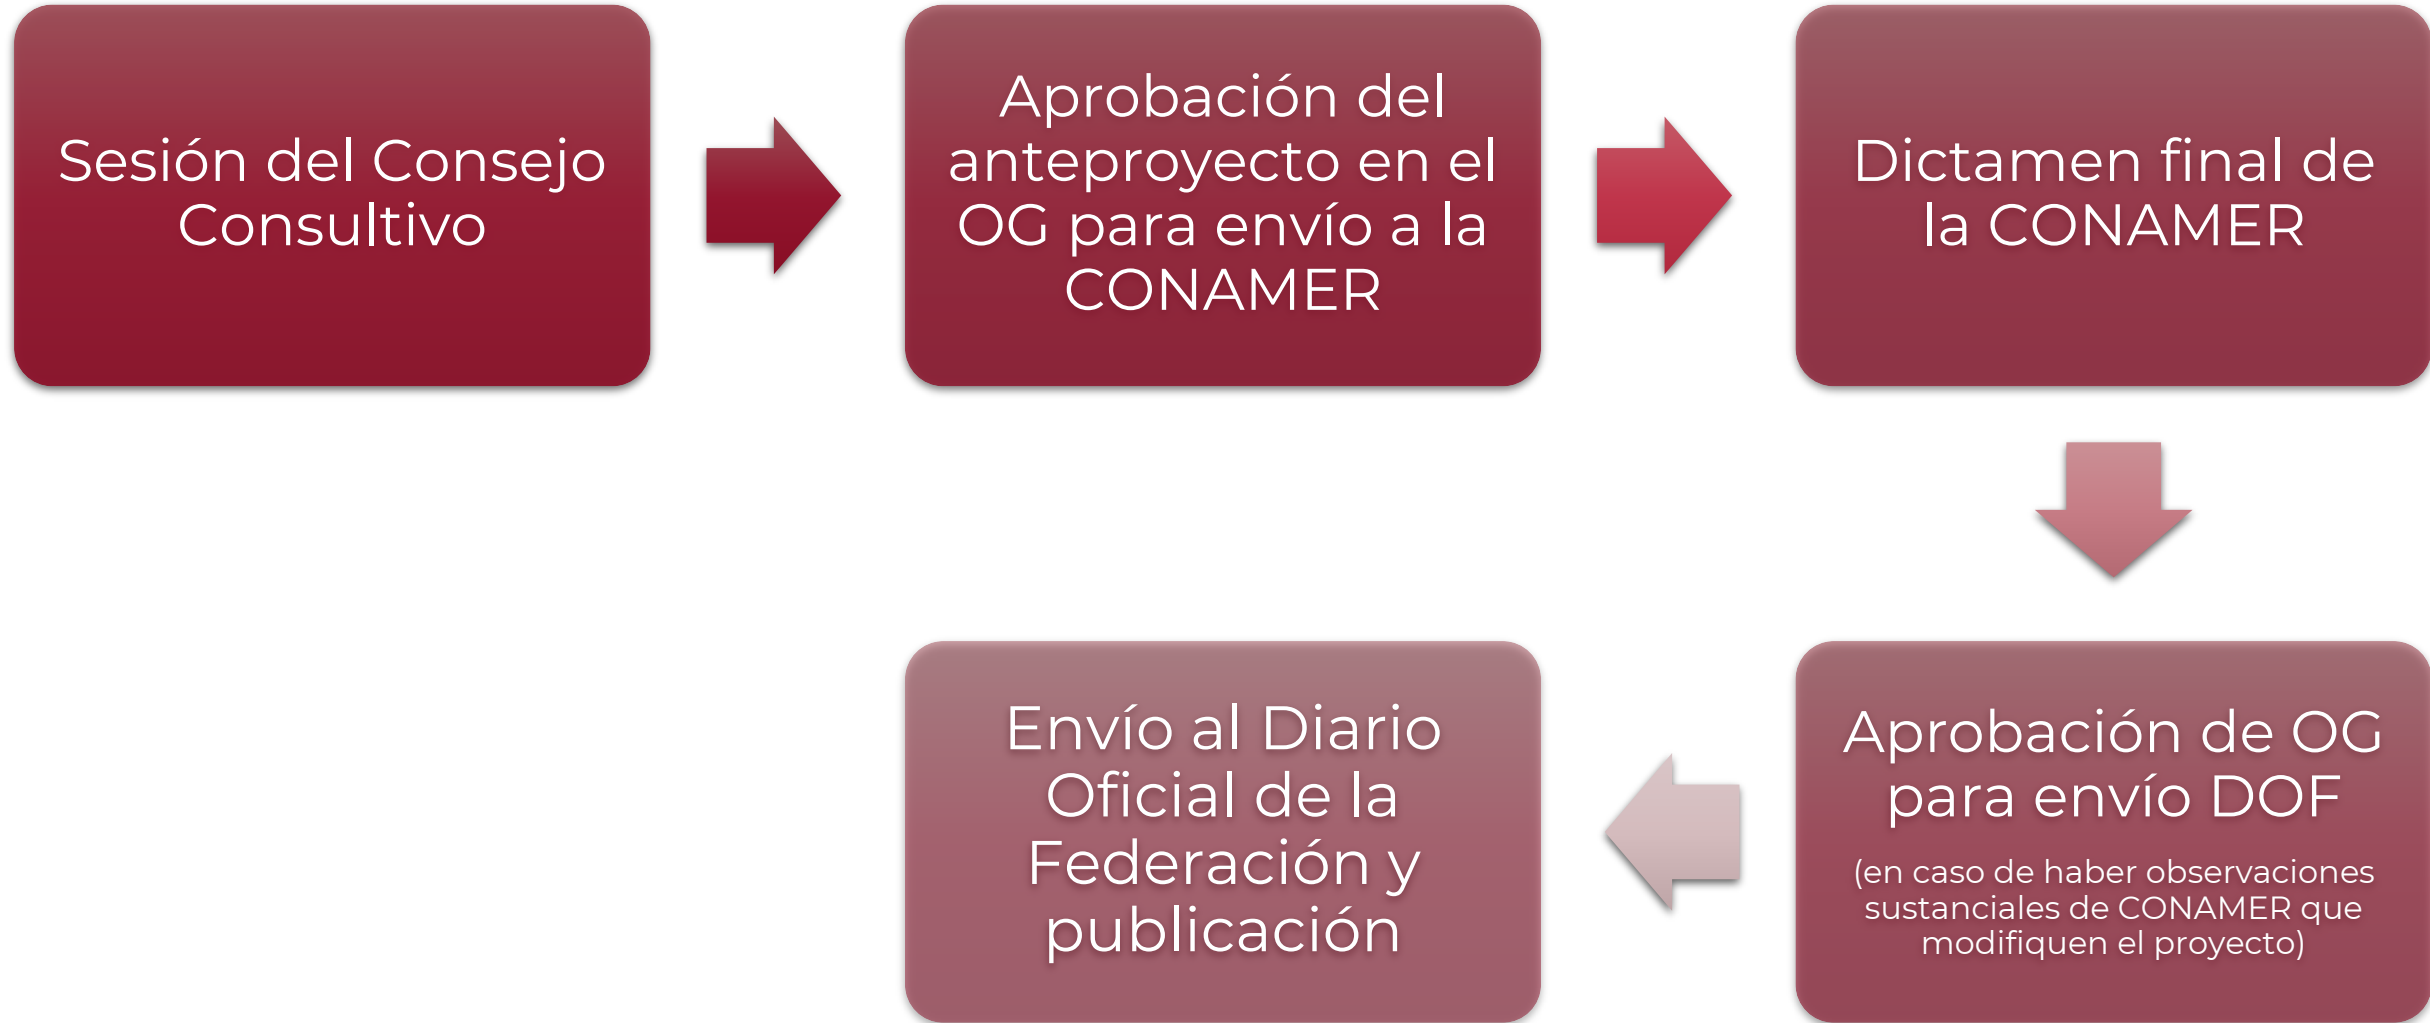 Sesión del Consejo
Consultivo
Aprobación del
anteproyecto en el
OG para envío a la
CONAMER
Dictamen final de
la CONAMER
Aprobación de OG
para envío DOF
(en caso de haber observaciones
sustanciales de CONAMER que
modifiquen el proyecto)
Envío al Diario
Oficial de la
Federación y
publicación